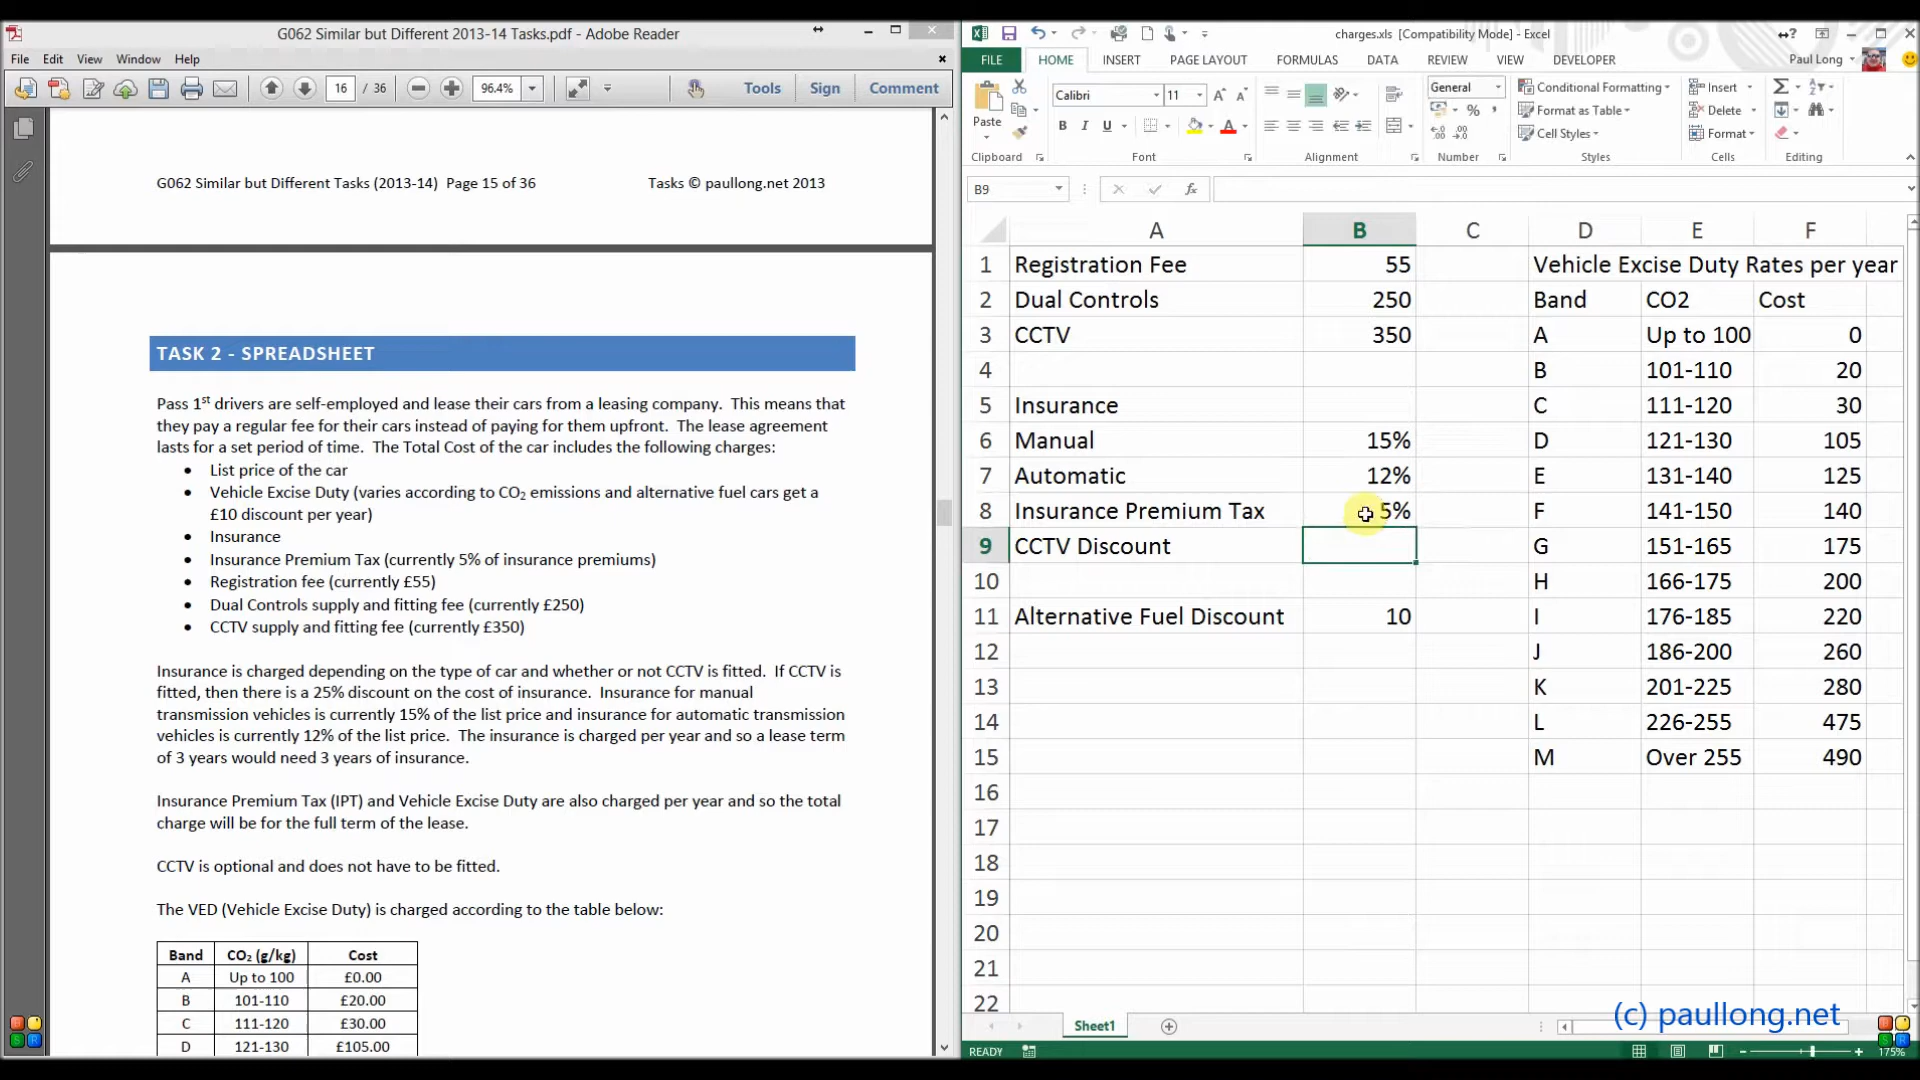 G062 Similar but Different 2013-14 Tasks.pdf - Adobe Reader
File Edit View Window Help
16 / 36 96.4% Tools Sign Comment
G062 Similar but Different Tasks (2013-14) Page 15 of 36 Tasks © paullong.net 2013
TASK 2 - SPREADSHEET
Pass 1st drivers are self-employed and lease their cars from a leasing company. This means that
they pay a regular fee for their cars instead of paying for them upfront. The lease agreement
lasts for a set period of time. The Total Cost of the car includes the following charges:
• List price of the car
• Vehicle Excise Duty (varies according to CO2 emissions and alternative fuel cars get a
£10 discount per year)
• Insurance
• Insurance Premium Tax (currently 5% of insurance premiums)
• Registration fee (currently £55)
• Dual Controls supply and fitting fee (currently £250)
• CCTV supply and fitting fee (currently £350)
Insurance is charged depending on the type of car and whether or not CCTV is fitted. If CCTV is
fitted, then there is a 25% discount on the cost of insurance. Insurance for manual
transmission vehicles is currently 15% of the list price and insurance for automatic transmission
vehicles is currently 12% of the list price. The insurance is charged per year and so a lease term
of 3 years would need 3 years of insurance.
Insurance Premium Tax (IPT) and Vehicle Excise Duty are also charged per year and so the total
charge will be for the full term of the lease.
CCTV is optional and does not have to be fitted.
The VED (Vehicle Excise Duty) is charged according to the table below:
Band CO2 (g/kg) Cost
A Up to 100 £0.00
B 101-110 £20.00
C 111-120 £30.00
D 121-130 £105.00
charges.xls [Compatibility Mode] - Excel
FILE HOME INSERT PAGE LAYOUT FORMULAS DATA REVIEW VIEW DEVELOPER Paul Long
Paste Calibri 11 B I U General Conditional Formatting Format as Table Cell Styles Insert Delete Format
Clipboard Font Alignment Number Styles Cells Editing
B9 fx
A B C D E F
1 Registration Fee 55 Vehicle Excise Duty Rates per year
2 Dual Controls 250 Band CO2 Cost
3 CCTV 350 A Up to 100 0
4 B 101-110 20
5 Insurance C 111-120 30
6 Manual 15% D 121-130 105
7 Automatic 12% E 131-140 125
8 Insurance Premium Tax 5% F 141-150 140
9 CCTV Discount G 151-165 175
10 H 166-175 200
11 Alternative Fuel Discount 10 I 176-185 220
12 J 186-200 260
13 K 201-225 280
14 L 226-255 475
15 M Over 255 490
16
17
18
19
20
21
22
(c) paullong.net
Sheet1
READY 175%